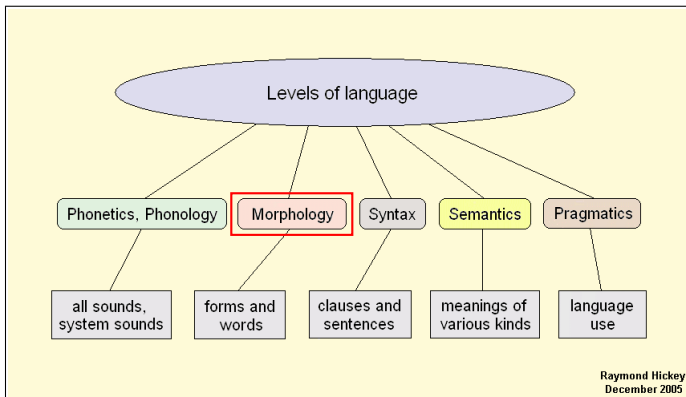 Levels of language
Phonetics, Phonology
Morphology
Syntax
Semantics
Pragmatics
all sounds,
system sounds
forms and
words
clauses and
sentences
meanings of
various kinds
language
use
Raymond Hickey
December 2005